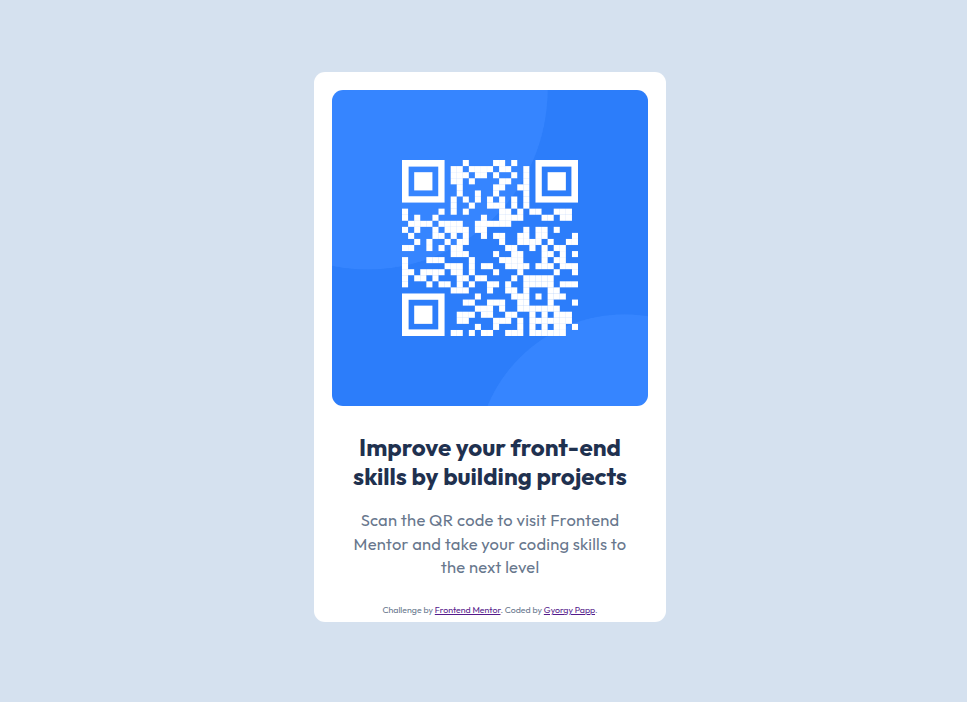 Improve your front-end
skills by building projects
Scan the QR code to visit Frontend
Mentor and take your coding skills to
the next level
Challenge by Frontend Mentor. Coded by Gyorgy Papp.